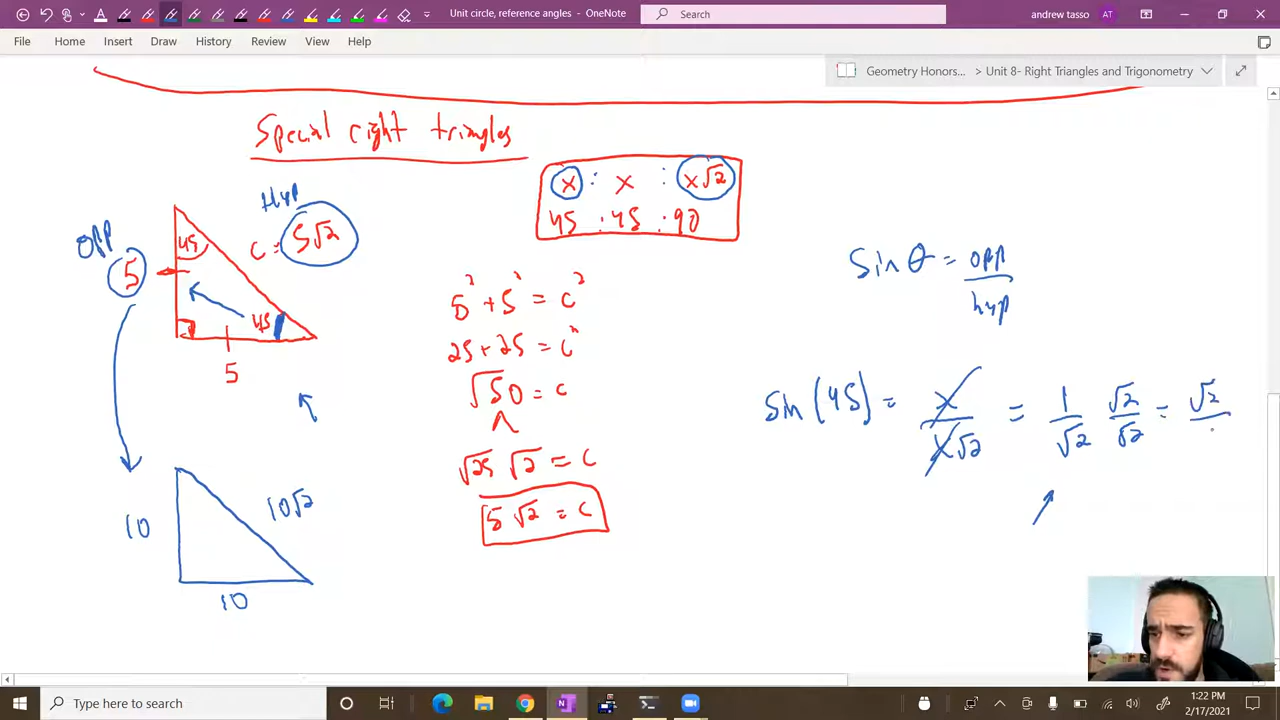 Unit circle, reference angles - OneNote
Search
andrew tasso
AT
File Home Insert Draw History Review View Help
Geometry Honors... > Unit 8- Right Triangles and Trigonometry
Special right triangles
x : x : x√2
45 : 45 : 90
Hyp
opp
45
c = 5√2
5
45
5
5² + 5² = c²
25 + 25 = c²
√50 = c
√25 √2 = c
5√2 = c
Sin θ = opp/hyp
Sin (45) = x/x√2 = 1/√2 √2/√2 = √2
10
10√2
10
Type here to search
1:22 PM
2/17/2021